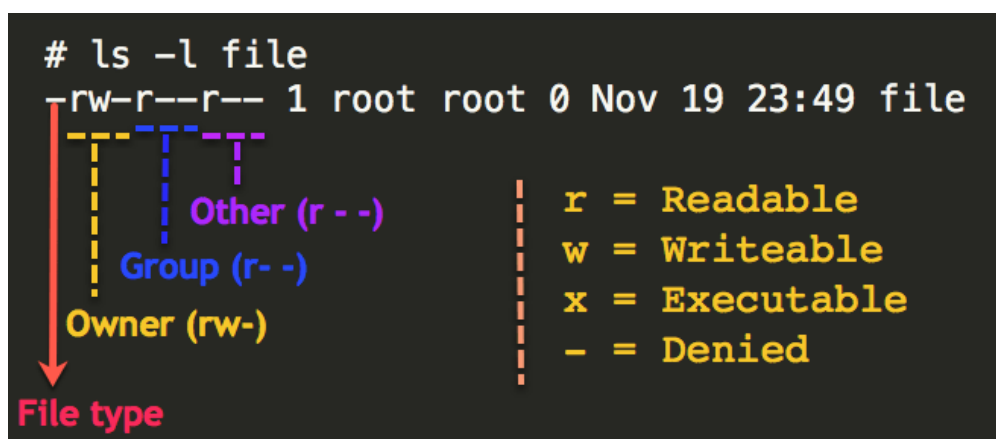 # ls -l file
-rw-r--r-- 1 root root 0 Nov 19 23:49 file
Other (r - -)
Group (r- -)
Owner (rw-)
File type
r = Readable
w = Writeable
x = Executable
- = Denied